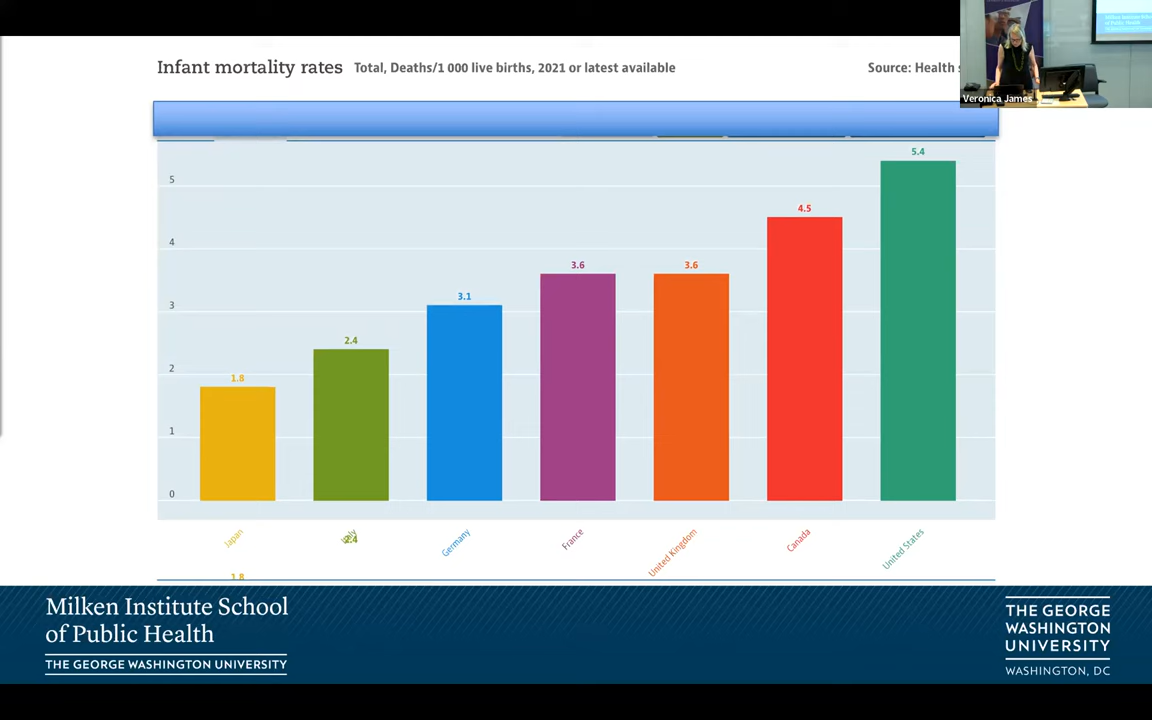 Infant mortality rates Total, Deaths/1 000 live births, 2021 or latest available
Source: Health
Veronica James
5.4
5
4.5
4
3.6
3.6
3.1
3
2.4
2
1.8
1
0
Japan
2.4
Germany
France
United Kingdom
Canada
United States
1.8
Milken Institute School
of Public Health
THE GEORGE WASHINGTON UNIVERSITY
THE GEORGE
WASHINGTON
UNIVERSITY
WASHINGTON, DC